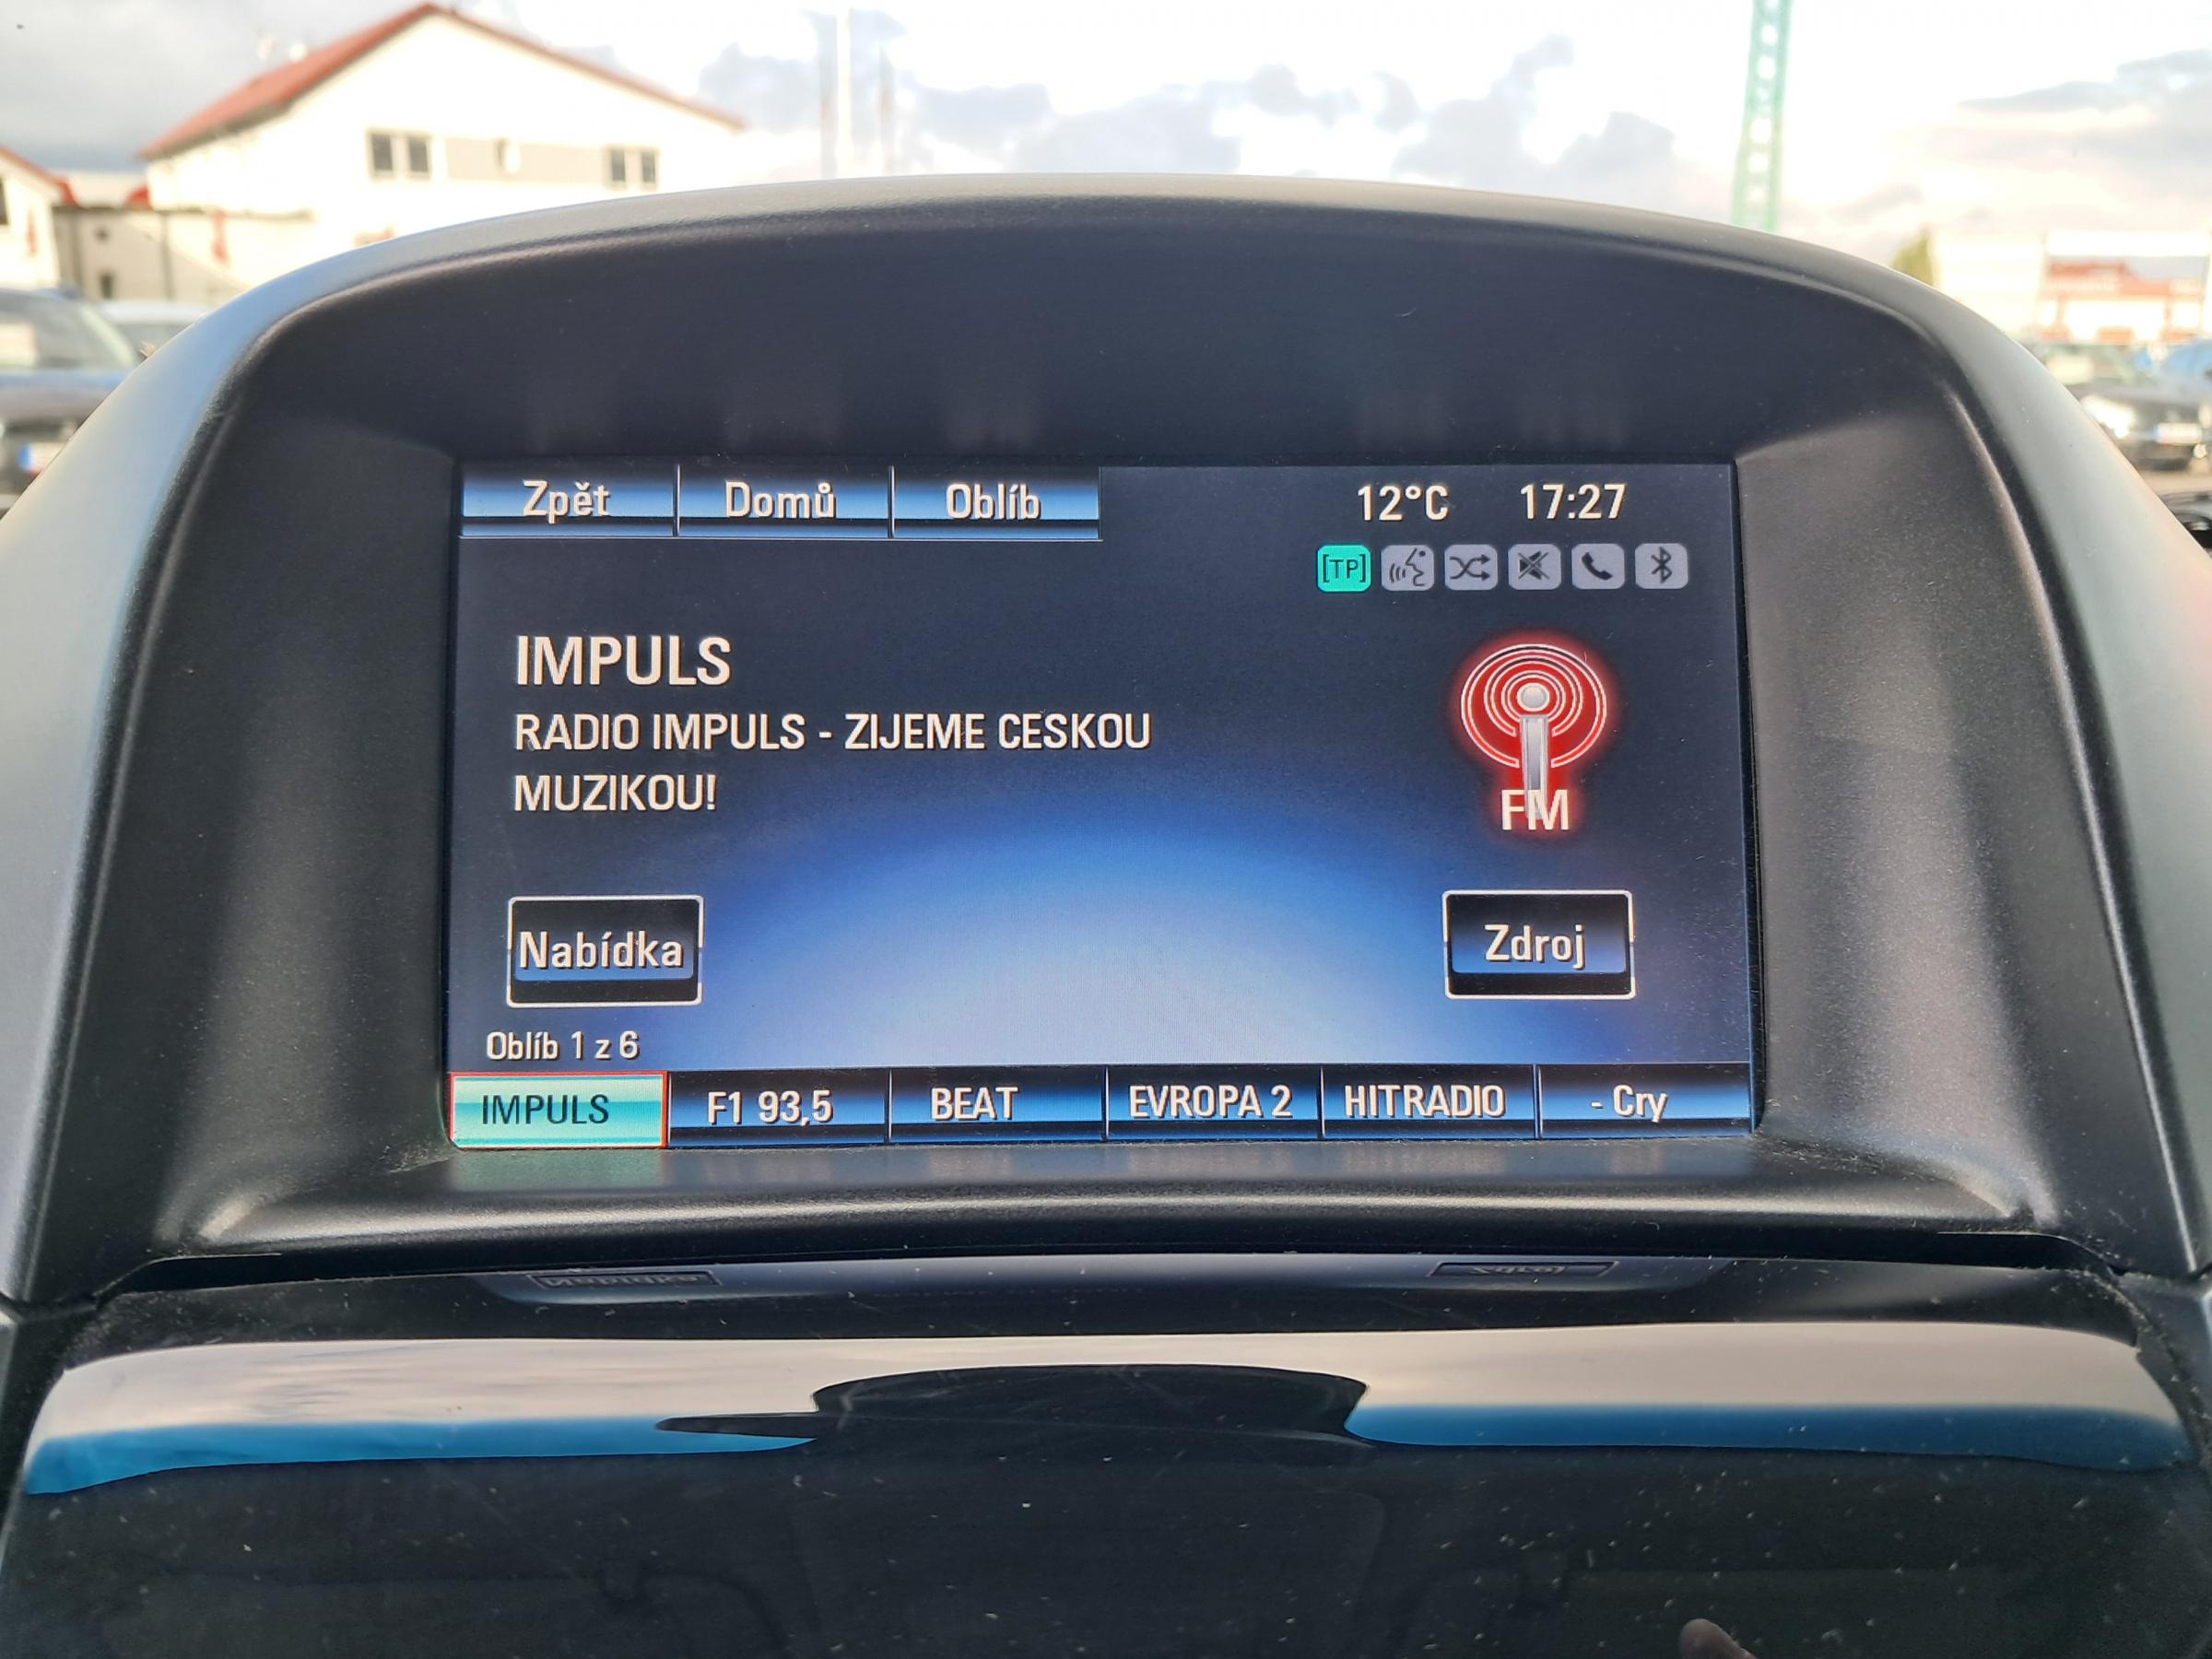 Zpět Domů Oblíb 12°C 17:27
[TP]
IMPULS
RADIO IMPULS - ZIJEME CESKOU
MUZIKOU!
FM
Nabídka Zdroj
Oblíb 1 z 6
IMPULS F1 93,5 BEAT EVROPA 2 HITRADIO - Cry